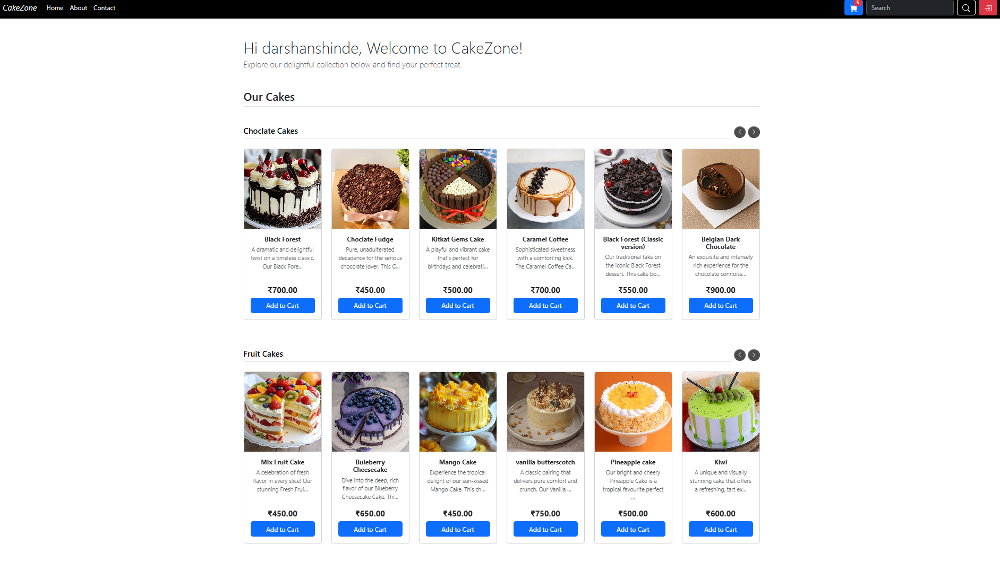 CakeZone Home About Contact 5 Search
Hi darshanshinde, Welcome to CakeZone!
Explore our delightful collection below and find your perfect treat.
Our Cakes
Choclate Cakes
Black Forest
A dramatic and delightful
twist on a timeless classic.
Our Black Fore...
₹700.00
Add to Cart
Choclate Fudge
Pure, unadulterated
decadence for the serious
chocolate lover. This C...
₹450.00
Add to Cart
Kitkat Gems Cake
A playful and vibrant cake
that's perfect for
birthdays and celebrati...
₹500.00
Add to Cart
Caramel Coffee
Sophisticated sweetness
with a comforting kick.
The Caramel Coffee Ca...
₹700.00
Add to Cart
Black Forest (Classic
version)
Our traditional take on
the iconic Black Forest
dessert. This cake bo...
₹550.00
Add to Cart
Belgian Dark
Chocolate
An exquisite and intensely
rich experience for the
chocolate connoiss...
₹900.00
Add to Cart
Fruit Cakes
Mix Fruit Cake
A celebration of fresh
flavor in every slice! Our
stunning Fresh Frui...
₹450.00
Add to Cart
Buleberry
Cheesecake
Dive into the deep, rich
flavor of our Blueberry
Cheesecake Cake. Thi...
₹650.00
Add to Cart
Mango Cake
Experience the tropical
delight of our sun-kissed
Mango Cake. This ch...
₹450.00
Add to Cart
vanilla butterscotch
A classic pairing that
delivers pure comfort and
crunch. Our Vanilla ...
₹750.00
Add to Cart
Pineapple cake
Our bright and cheery
Pineapple Cake is a
tropical favourite perfect
...
₹500.00
Add to Cart
Kiwi
A unique and visually
stunning cake that offers
a refreshing, tart ex...
₹600.00
Add to Cart